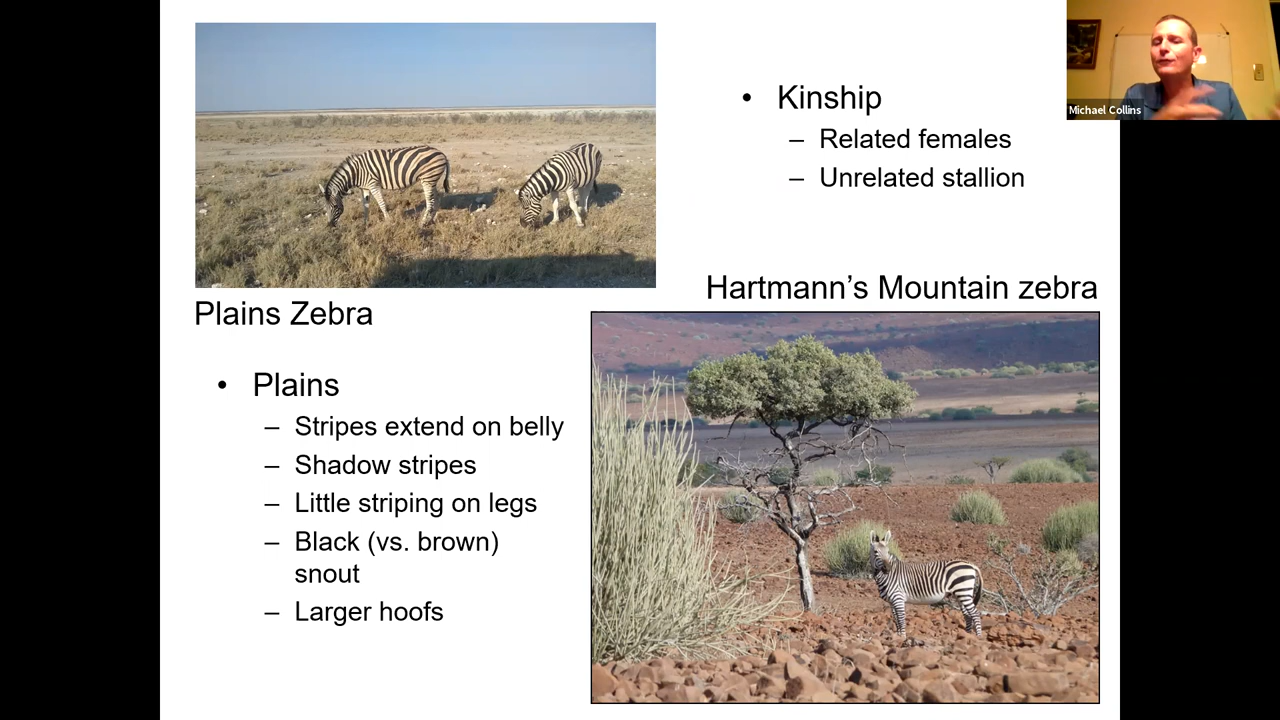 • Kinship
– Related females
– Unrelated stallion
Michael Collins
Hartmann’s Mountain zebra
Plains Zebra
• Plains
– Stripes extend on belly
– Shadow stripes
– Little striping on legs
– Black (vs. brown)
snout
– Larger hoofs